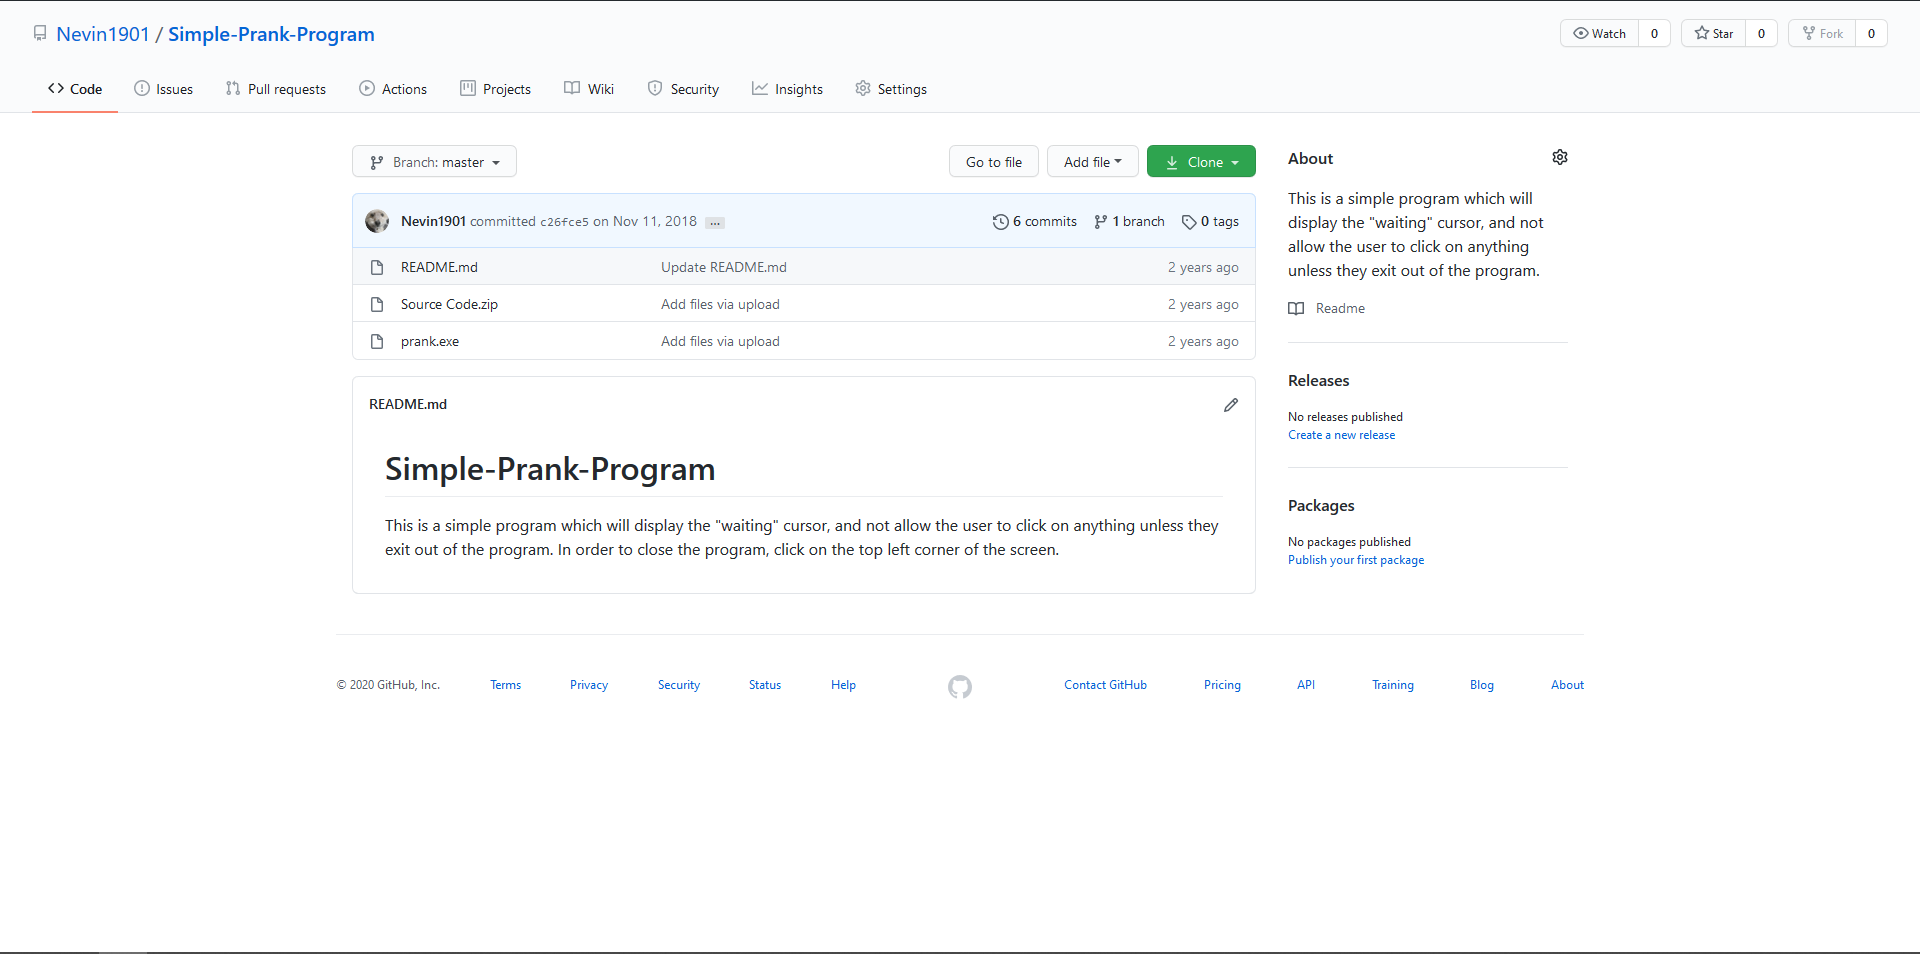 Nevin1901 / Simple-Prank-Program
Watch 0 Star 0 Fork 0
Code Issues Pull requests Actions Projects Wiki Security Insights Settings
Branch: master Go to file Add file Clone
Nevin1901 committed c26fce5 on Nov 11, 2018 ... 6 commits 1 branch 0 tags
README.md Update README.md 2 years ago
Source Code.zip Add files via upload 2 years ago
prank.exe Add files via upload 2 years ago
README.md
Simple-Prank-Program
This is a simple program which will display the "waiting" cursor, and not allow the user to click on anything unless they
exit out of the program. In order to close the program, click on the top left corner of the screen.
About
This is a simple program which will
display the "waiting" cursor, and not
allow the user to click on anything
unless they exit out of the program.
Readme
Releases
No releases published
Create a new release
Packages
No packages published
Publish your first package
© 2020 GitHub, Inc. Terms Privacy Security Status Help Contact GitHub Pricing API Training Blog About